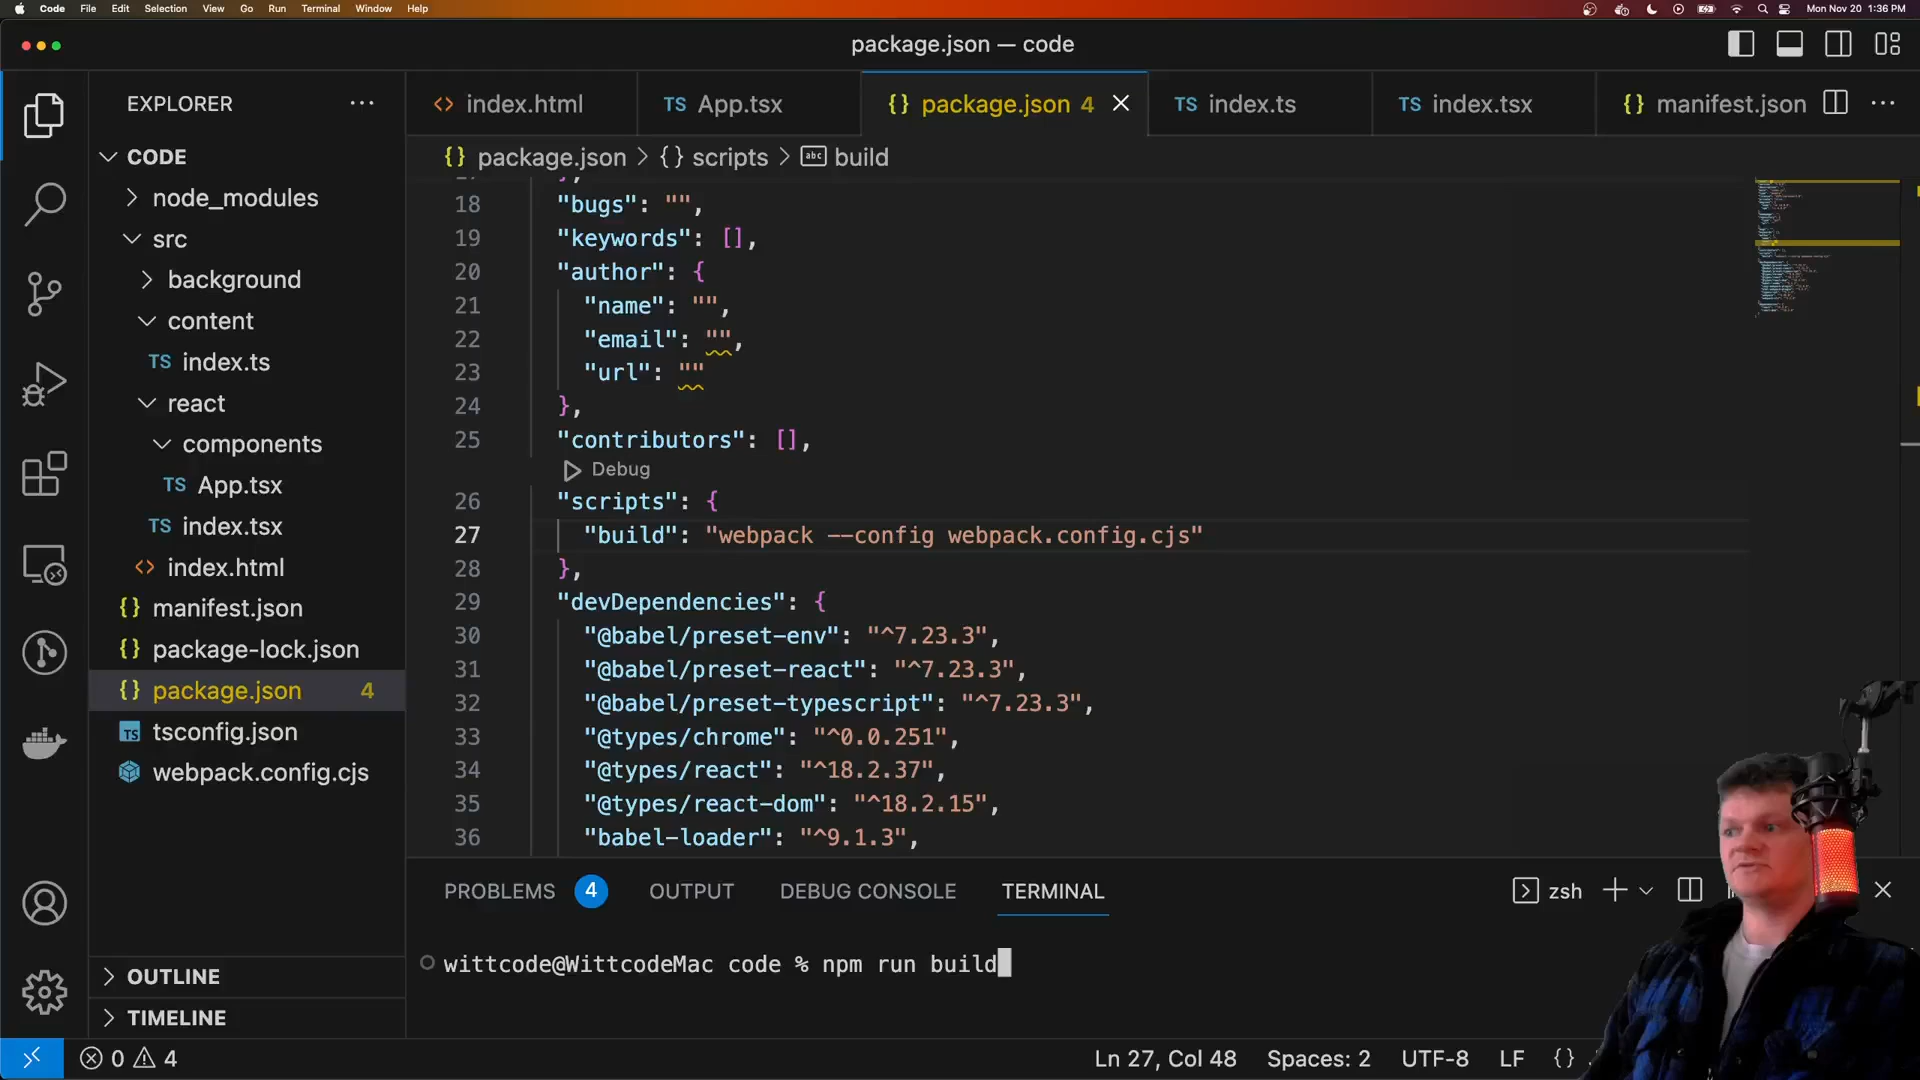 Code File Edit Selection View Go Run Terminal Window Help
Mon Nov 20 1:36 PM
package.json — code
EXPLORER
CODE
node_modules
src
background
content
TS index.ts
react
components
TS App.tsx
TS index.tsx
<> index.html
{} manifest.json
{} package-lock.json
{} package.json 4
TS tsconfig.json
webpack.config.cjs
OUTLINE
TIMELINE
<> index.html
TS App.tsx
{} package.json 4
TS index.ts
TS index.tsx
{} manifest.json
{} package.json > {} scripts > abc build
18 "bugs": "",
19 "keywords": [],
20 "author": {
21 "name": "",
22 "email": "",
23 "url": ""
24 },
25 "contributors": [],
Debug
26 "scripts": {
27 "build": "webpack --config webpack.config.cjs"
28 },
29 "devDependencies": {
30 "@babel/preset-env": "^7.23.3",
31 "@babel/preset-react": "^7.23.3",
32 "@babel/preset-typescript": "^7.23.3",
33 "@types/chrome": "^0.0.251",
34 "@types/react": "^18.2.37",
35 "@types/react-dom": "^18.2.15",
36 "babel-loader": "^9.1.3",
PROBLEMS 4 OUTPUT DEBUG CONSOLE TERMINAL
zsh
wittcode@WittcodeMac code % npm run build
0 4
Ln 27, Col 48 Spaces: 2 UTF-8 LF {}